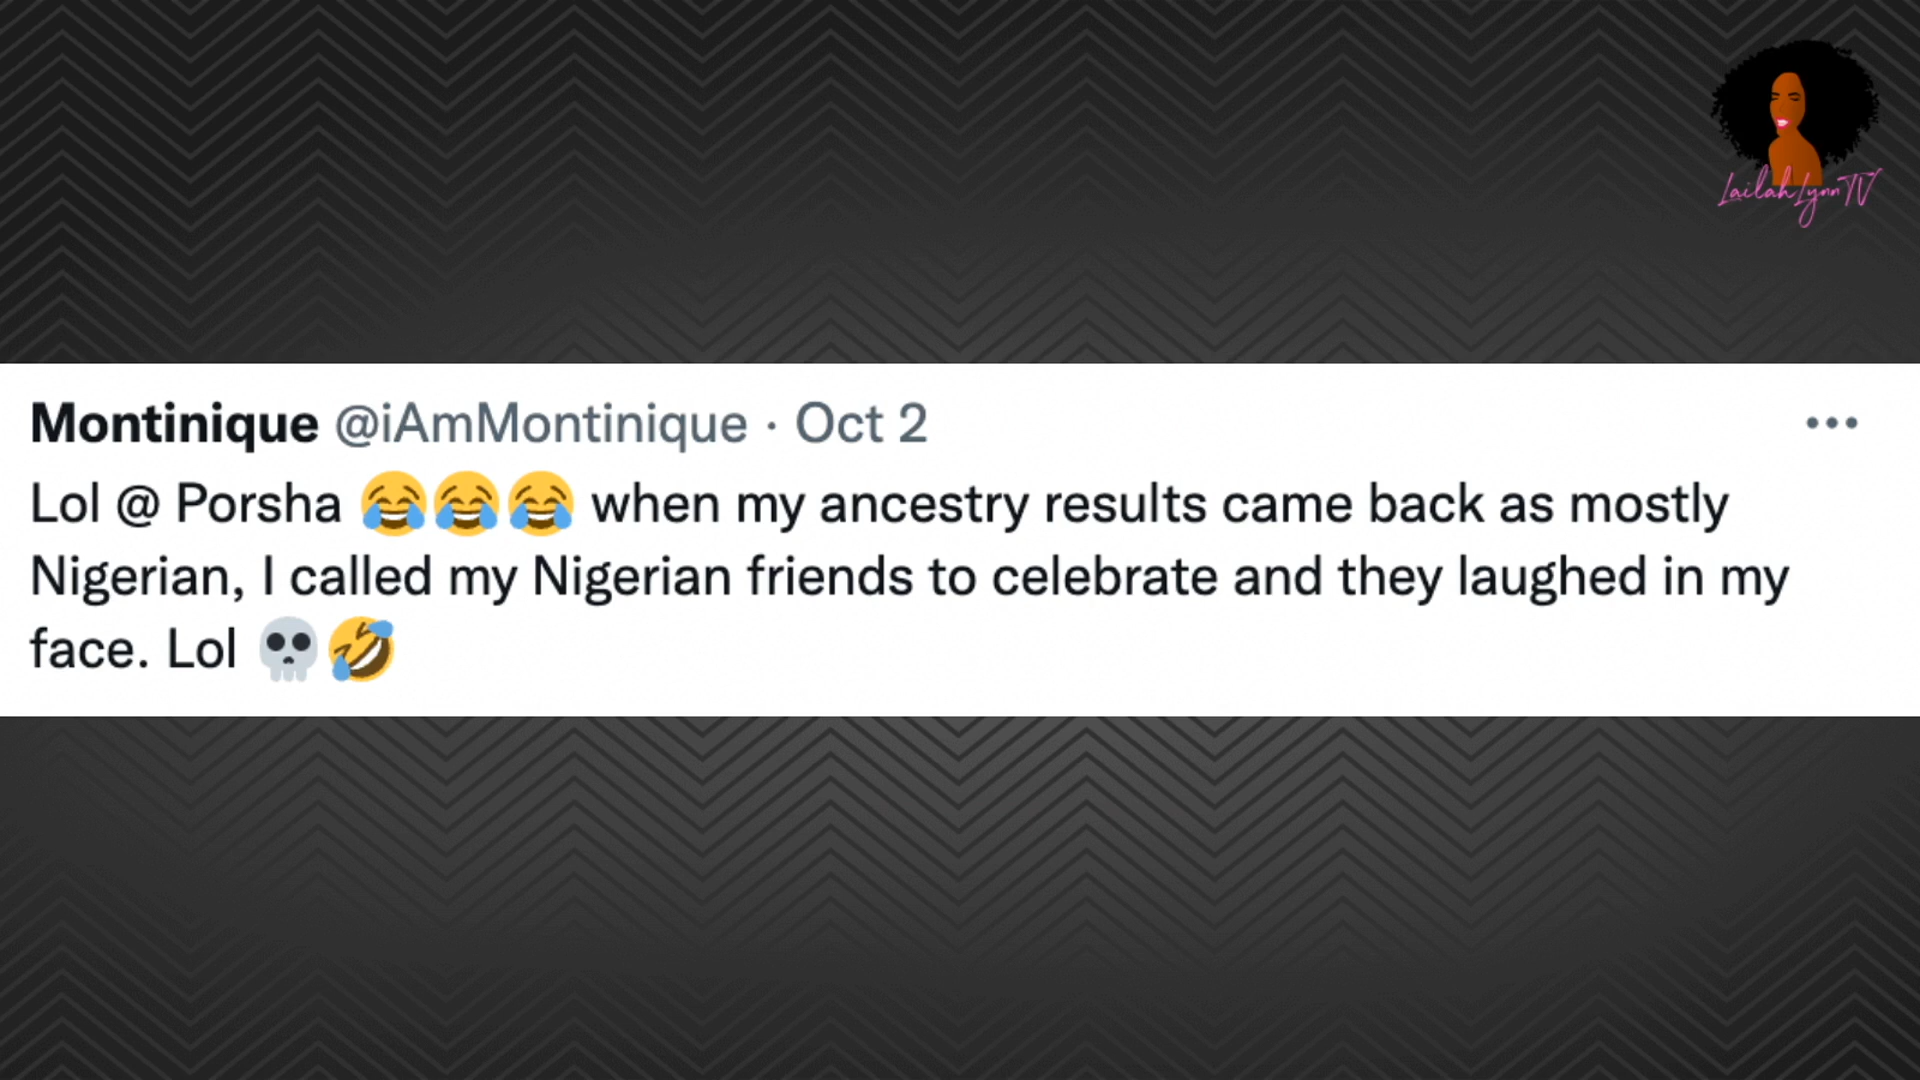 LailahLynnTV
Montinique @iAmMontinique · Oct 2
Lol @ Porsha 😂😂😂 when my ancestry results came back as mostly
Nigerian, I called my Nigerian friends to celebrate and they laughed in my
face. Lol 💀🤣